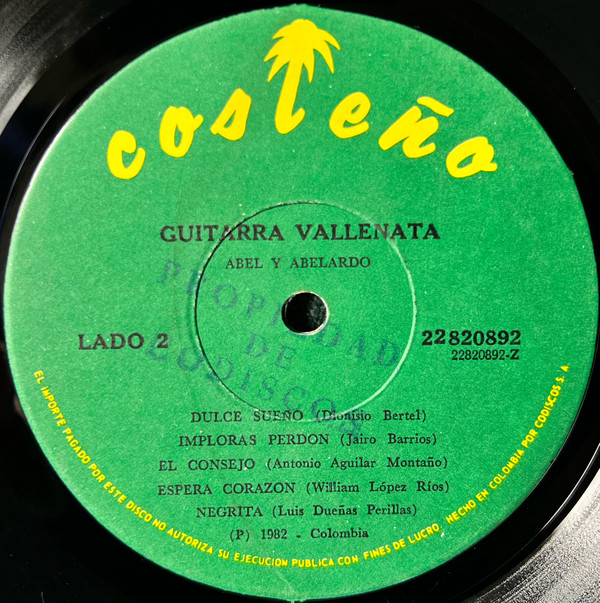 costeño
GUITARRA VALLENATA
ABEL Y ABELARDO
PROPIEDAD
DE
CODISCOS
LADO 2
22820892
22820892-Z
DULCE SUEÑO (Dionisio Bertel)
IMPLORAS PERDON (Jairo Barrios)
EL CONSEJO (Antonio Aguilar Montaño)
ESPERA CORAZON (William López Ríos)
NEGRITA (Luis Dueñas Perillas)
(P) 1982 - Colombia
EL IMPORTE PAGADO POR ESTE DISCO NO AUTORIZA SU EJECUCION PUBLICA CON FINES DE LUCRO. HECHO EN COLOMBIA POR CODISCOS S. A.